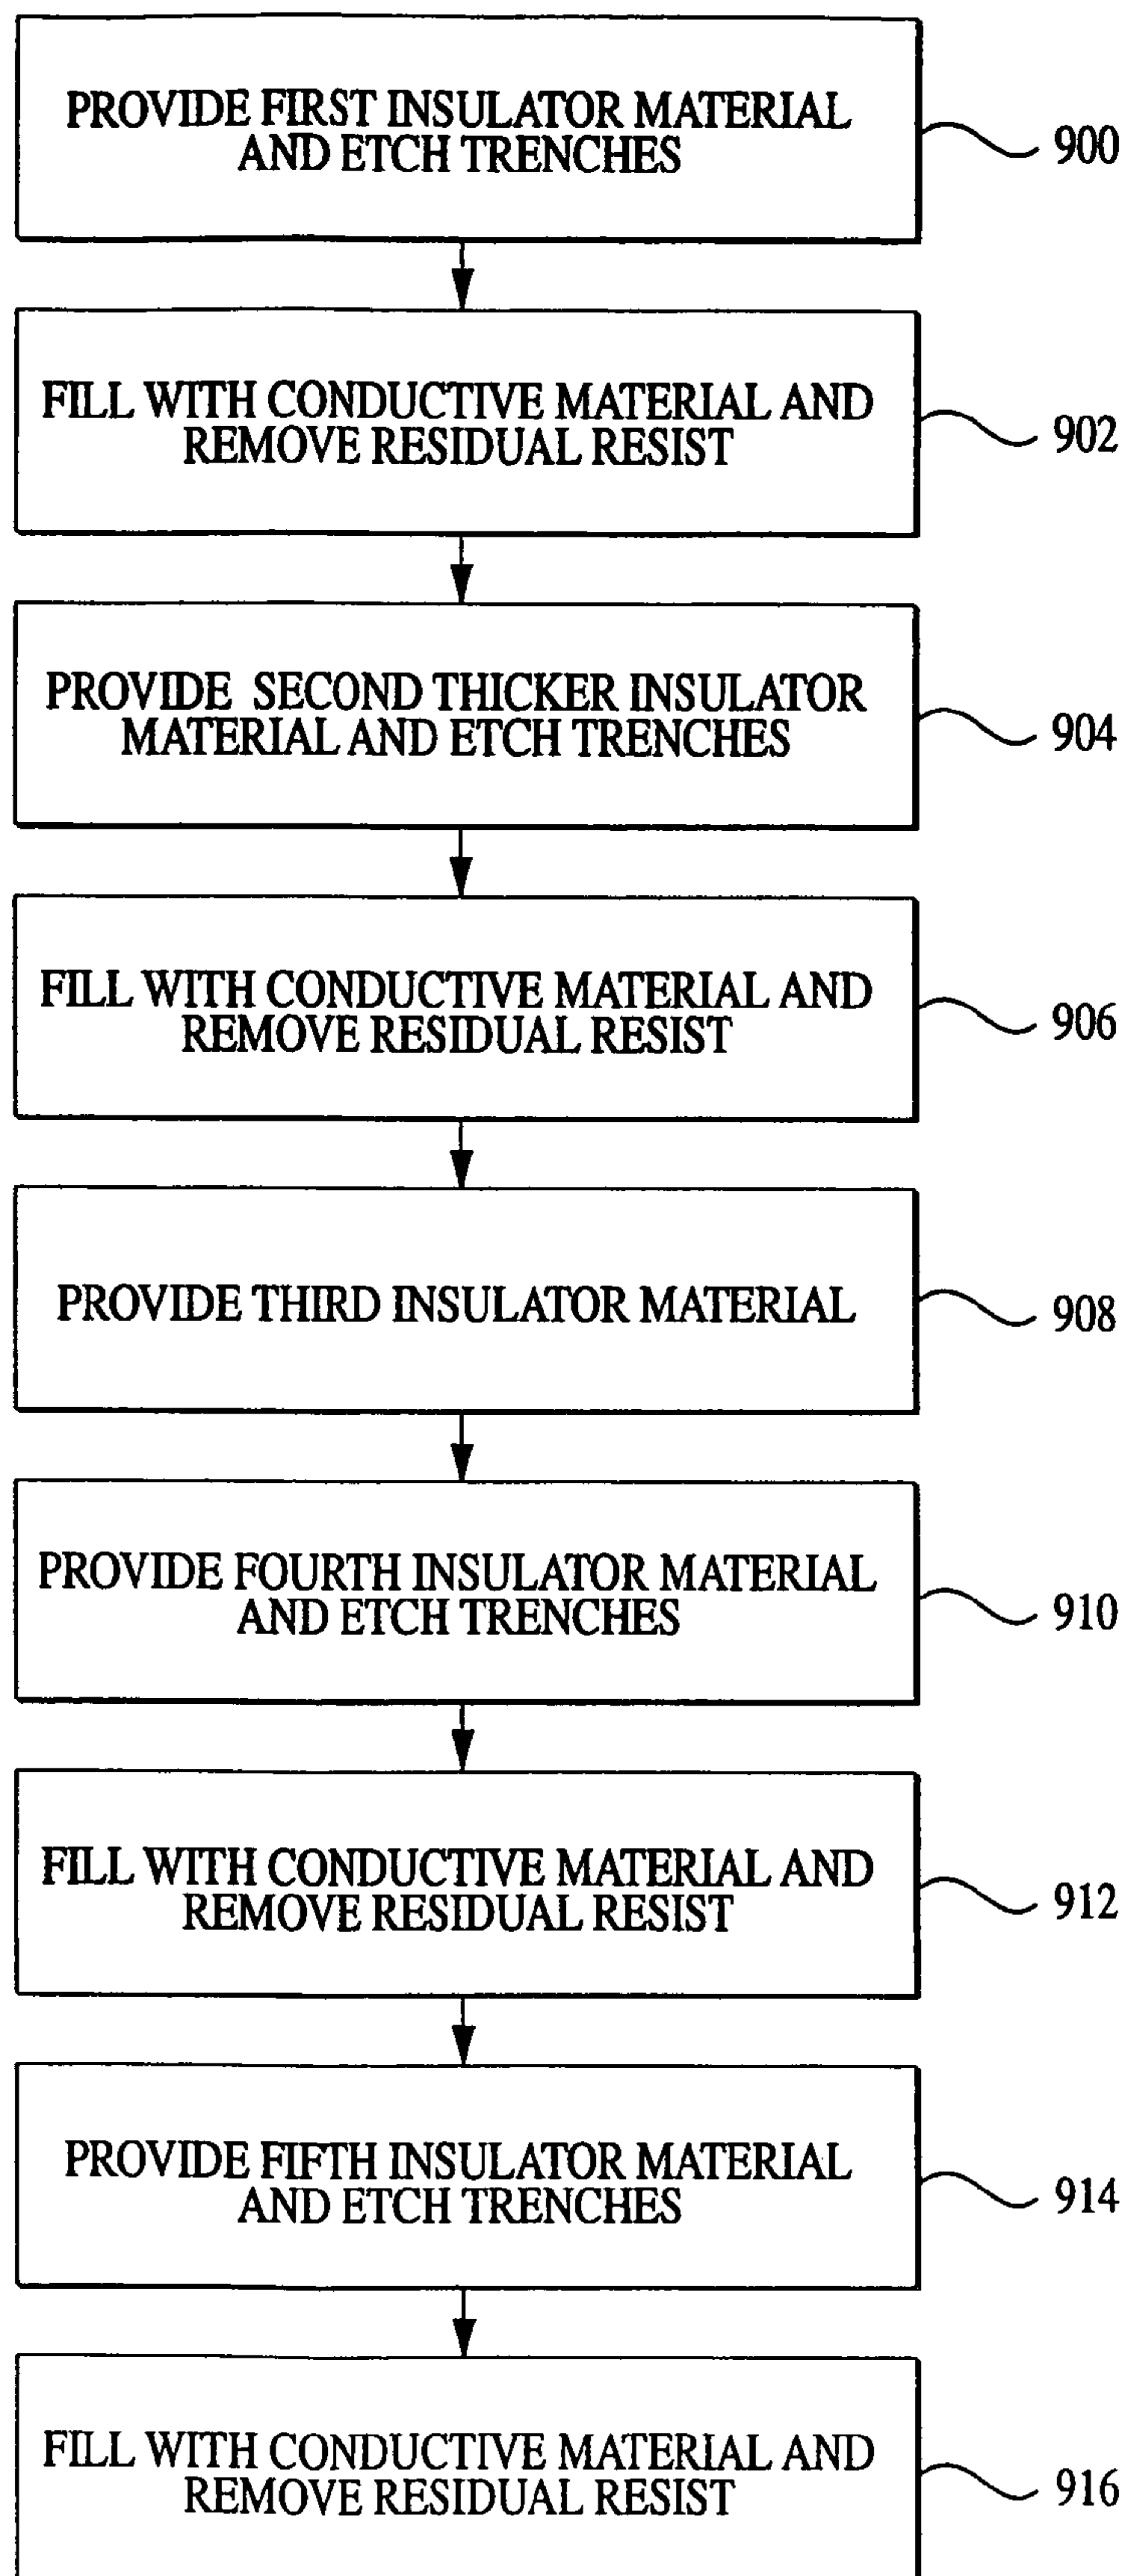 PROVIDE FIRST INSULATOR MATERIAL
AND ETCH TRENCHES
900
FILL WITH CONDUCTIVE MATERIAL AND
REMOVE RESIDUAL RESIST
902
PROVIDE SECOND THICKER INSULATOR
MATERIAL AND ETCH TRENCHES
904
FILL WITH CONDUCTIVE MATERIAL AND
REMOVE RESIDUAL RESIST
906
PROVIDE THIRD INSULATOR MATERIAL
908
PROVIDE FOURTH INSULATOR MATERIAL
AND ETCH TRENCHES
910
FILL WITH CONDUCTIVE MATERIAL AND
REMOVE RESIDUAL RESIST
912
PROVIDE FIFTH INSULATOR MATERIAL
AND ETCH TRENCHES
914
FILL WITH CONDUCTIVE MATERIAL AND
REMOVE RESIDUAL RESIST
916